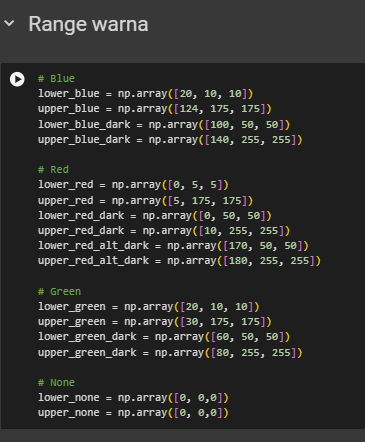 Range warna
# Blue
lower_blue = np.array([20, 10, 10])
upper_blue = np.array([124, 175, 175])
lower_blue_dark = np.array([100, 50, 50])
upper_blue_dark = np.array([140, 255, 255])
# Red
lower_red = np.array([0, 5, 5])
upper_red = np.array([5, 175, 175])
lower_red_dark = np.array([0, 50, 50])
upper_red_dark = np.array([10, 255, 255])
lower_red_alt_dark = np.array([170, 50, 50])
upper_red_alt_dark = np.array([180, 255, 255])
# Green
lower_green = np.array([20, 10, 10])
upper_green = np.array([30, 175, 175])
lower_green_dark = np.array([60, 50, 50])
upper_green_dark = np.array([80, 255, 255])
# None
lower_none = np.array([0, 0,0])
upper_none = np.array([0, 0,0])